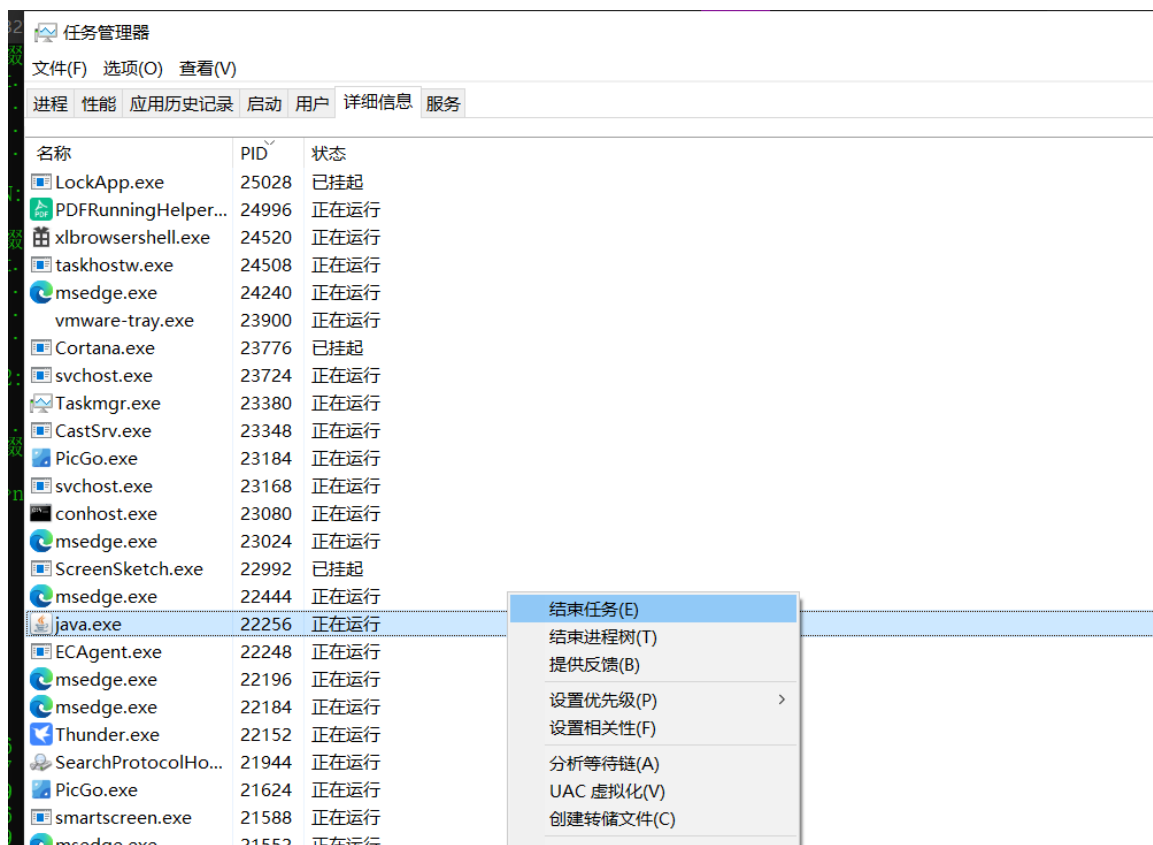 任务管理器
文件(F) 选项(O) 查看(V)
进程 性能 应用历史记录 启动 用户 详细信息 服务
名称 PID 状态
LockApp.exe 25028 已挂起
PDFRunningHelper... 24996 正在运行
xlbrowsershell.exe 24520 正在运行
taskhostw.exe 24508 正在运行
msedge.exe 24240 正在运行
vmware-tray.exe 23900 正在运行
Cortana.exe 23776 已挂起
svchost.exe 23724 正在运行
Taskmgr.exe 23380 正在运行
CastSrv.exe 23348 正在运行
PicGo.exe 23184 正在运行
svchost.exe 23168 正在运行
conhost.exe 23080 正在运行
msedge.exe 23024 正在运行
ScreenSketch.exe 22992 已挂起
msedge.exe 22444 正在运行
java.exe 22256 正在运行
ECAgent.exe 22248 正在运行
msedge.exe 22196 正在运行
msedge.exe 22184 正在运行
Thunder.exe 22152 正在运行
SearchProtocolHo... 21944 正在运行
PicGo.exe 21624 正在运行
smartscreen.exe 21588 正在运行
msedge.exe 21552 正在运行
结束任务(E)
结束进程树(T)
提供反馈(B)
设置优先级(P)
设置相关性(F)
分析等待链(A)
UAC 虚拟化(V)
创建转储文件(C)